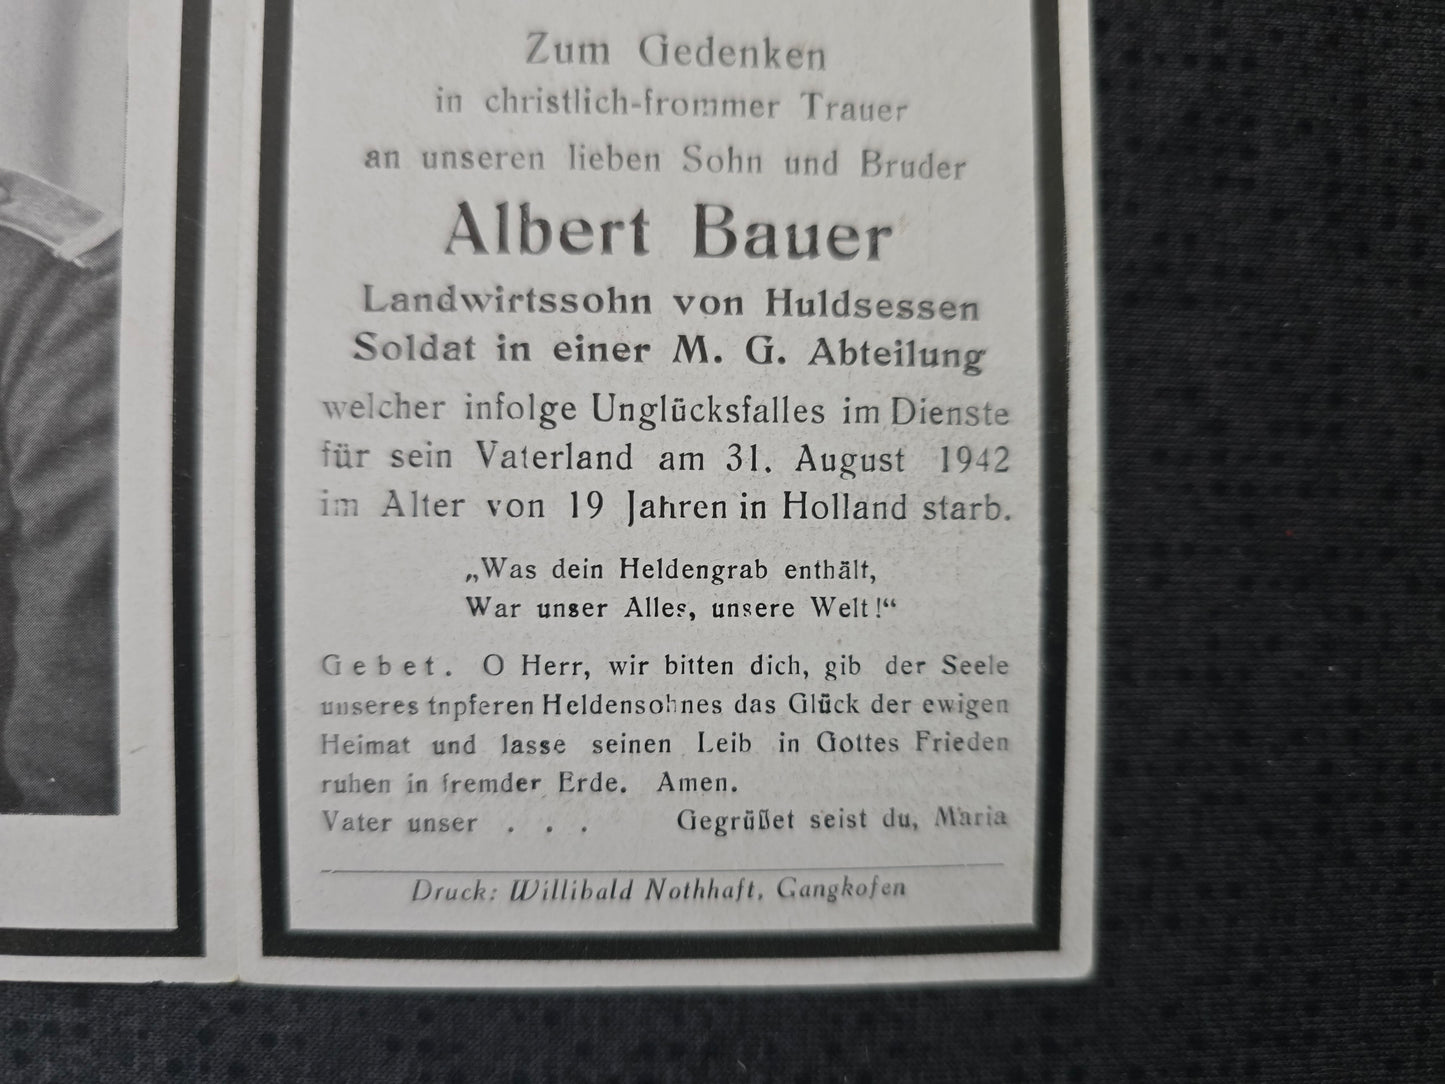 Zum Gedenken
in christlich-frommer Trauer
an unseren lieben Sohn und Bruder
Albert Bauer
Landwirtssohn von Huldsessen
Soldat in einer M. G. Abteilung
welcher infolge Unglücksfalles im Dienste
für sein Vaterland am 31. August 1942
im Alter von 19 Jahren in Holland starb.
„Was dein Heldengrab enthält,
War unser Alles, unsere Welt!“
Gebet. O Herr, wir bitten dich, gib der Seele
unseres tnpferen Heldensohnes das Glück der ewigen
Heimat und lasse seinen Leib in Gottes Frieden
ruhen in fremder Erde. Amen.
Vater unser . . . Gegrüßet seist du, Maria
Druck: Willibald Nothhaft, Gangkofen